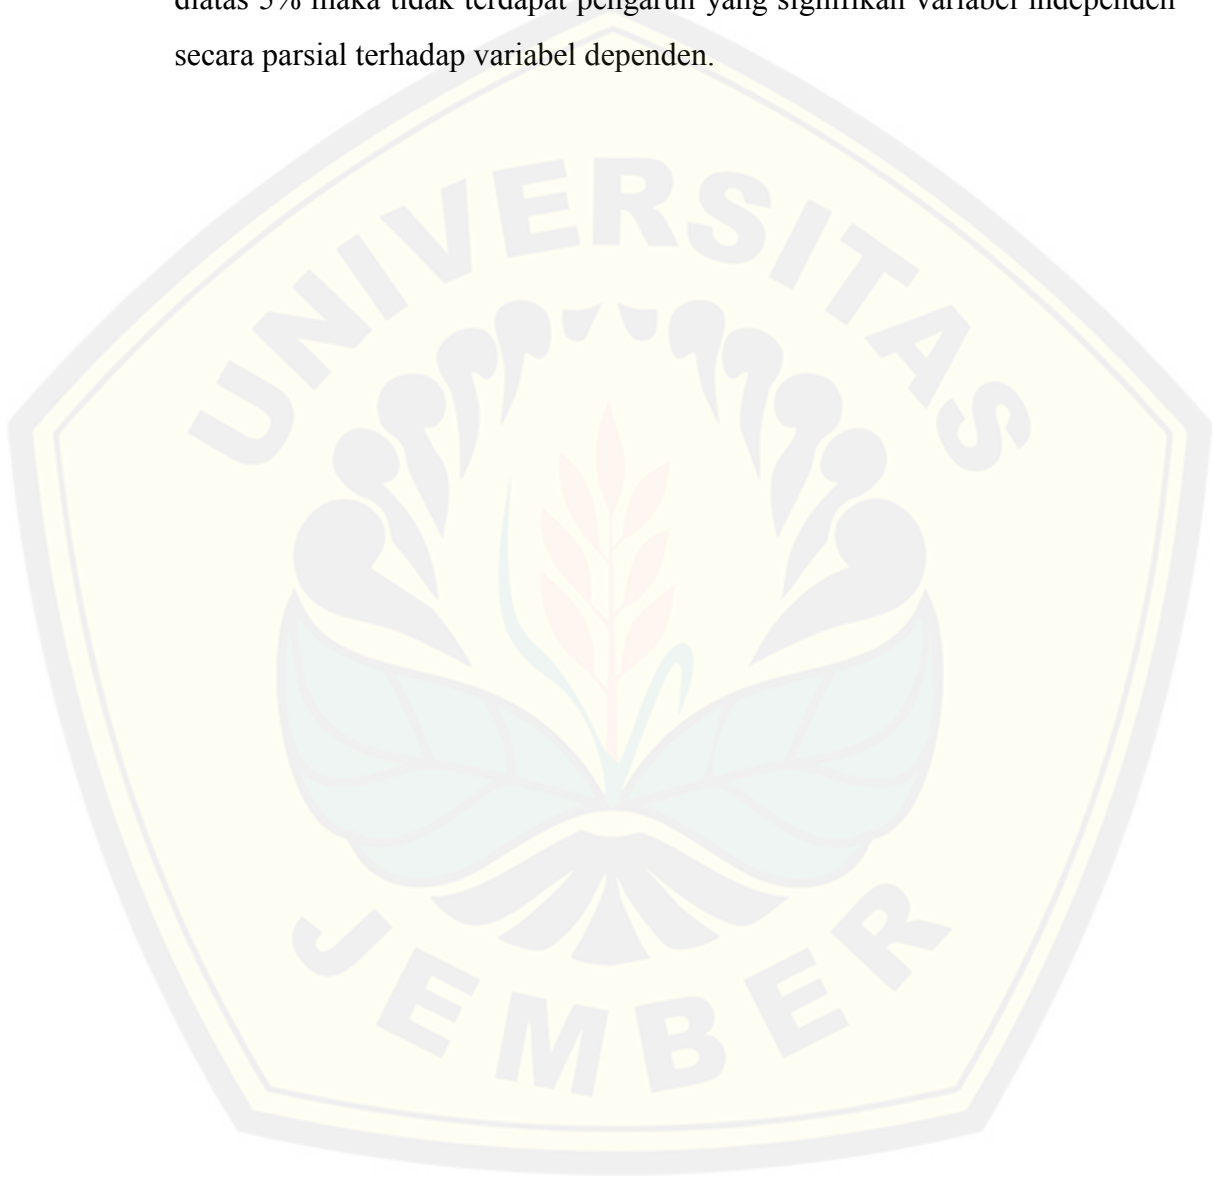 diatas 5% maka tidak terdapat pengaruh yang signifikan variabel independen
secara parsial terhadap variabel dependen.
UNIVERSITAS
JEMBER